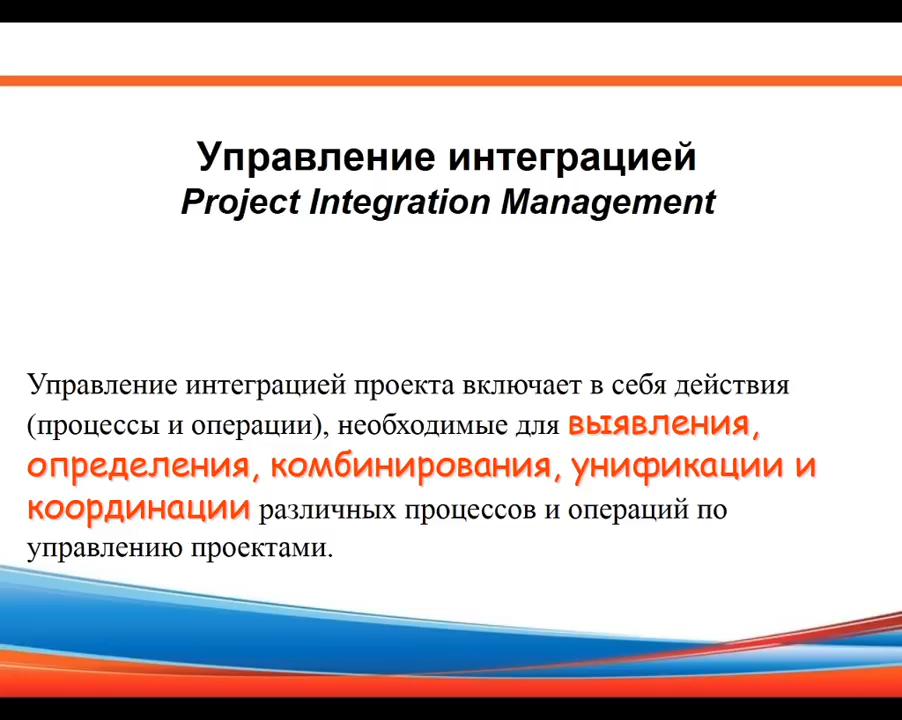 Управление интеграцией
Project Integration Management
Управление интеграцией проекта включает в себя действия
(процессы и операции), необходимые для выявления,
определения, комбинирования, унификации и
координации различных процессов и операций по
управлению проектами.